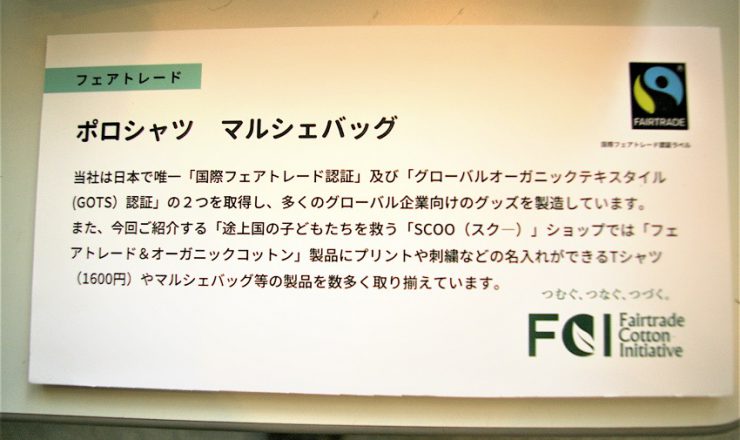 フェアトレード
ポロシャツ　マルシェバッグ
FAIRTRADE
国際フェアトレード認証ラベル
当社は日本で唯一「国際フェアトレード認証」及び「グローバルオーガニックテキスタイル
(GOTS）認証」の２つを取得し、多くのグローバル企業向けのグッズを製造しています。
また、今回ご紹介する「途上国の子どもたちを救う「SCOO（スクー）」ショップでは「フェ
アトレード＆オーガニックコットン」製品にプリントや刺繍などの名入れができるTシャツ
（1600円）やマルシェバッグ等の製品を数多く取り揃えています。
つむぐ、つなぐ、つづく。
FCI Fairtrade
Cotton
Initiative